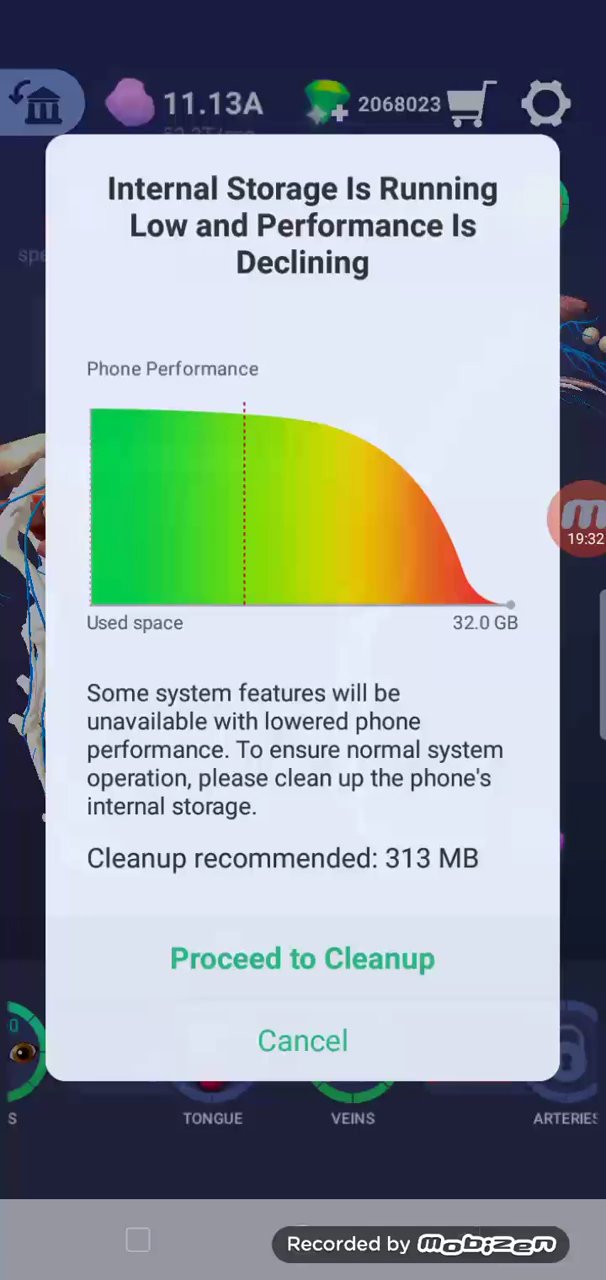 11.13A
2068023
spe
Internal Storage Is Running
Low and Performance Is
Declining
Phone Performance
19:32
Used space
32.0 GB
Some system features will be
unavailable with lowered phone
performance. To ensure normal system
operation, please clean up the phone's
internal storage.
Cleanup recommended: 313 MB
Proceed to Cleanup
Cancel
0
S
TONGUE
VEINS
ARTERIES
Recorded by mobizen